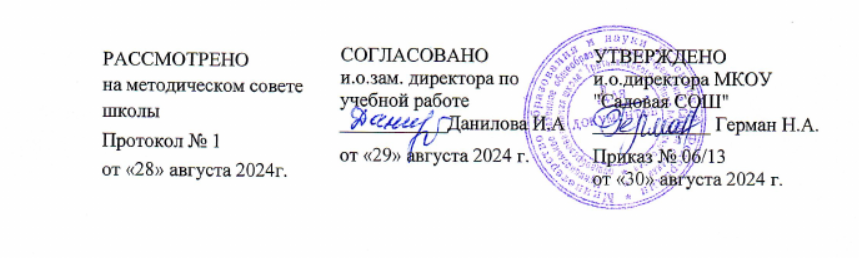 РАССМОТРЕНО
на методическом совете
школы
Протокол № 1
от «28» августа 2024г.
СОГЛАСОВАНО
и.о.зам. директора по
учебной работе
Данилова И.А
от «29» августа 2024 г.
УТВЕРЖДЕНО
и.о.директора МКОУ
"Садовая СОШ"
Герман Н.А.
Приказ № 06/13
от «30» августа 2024 г.